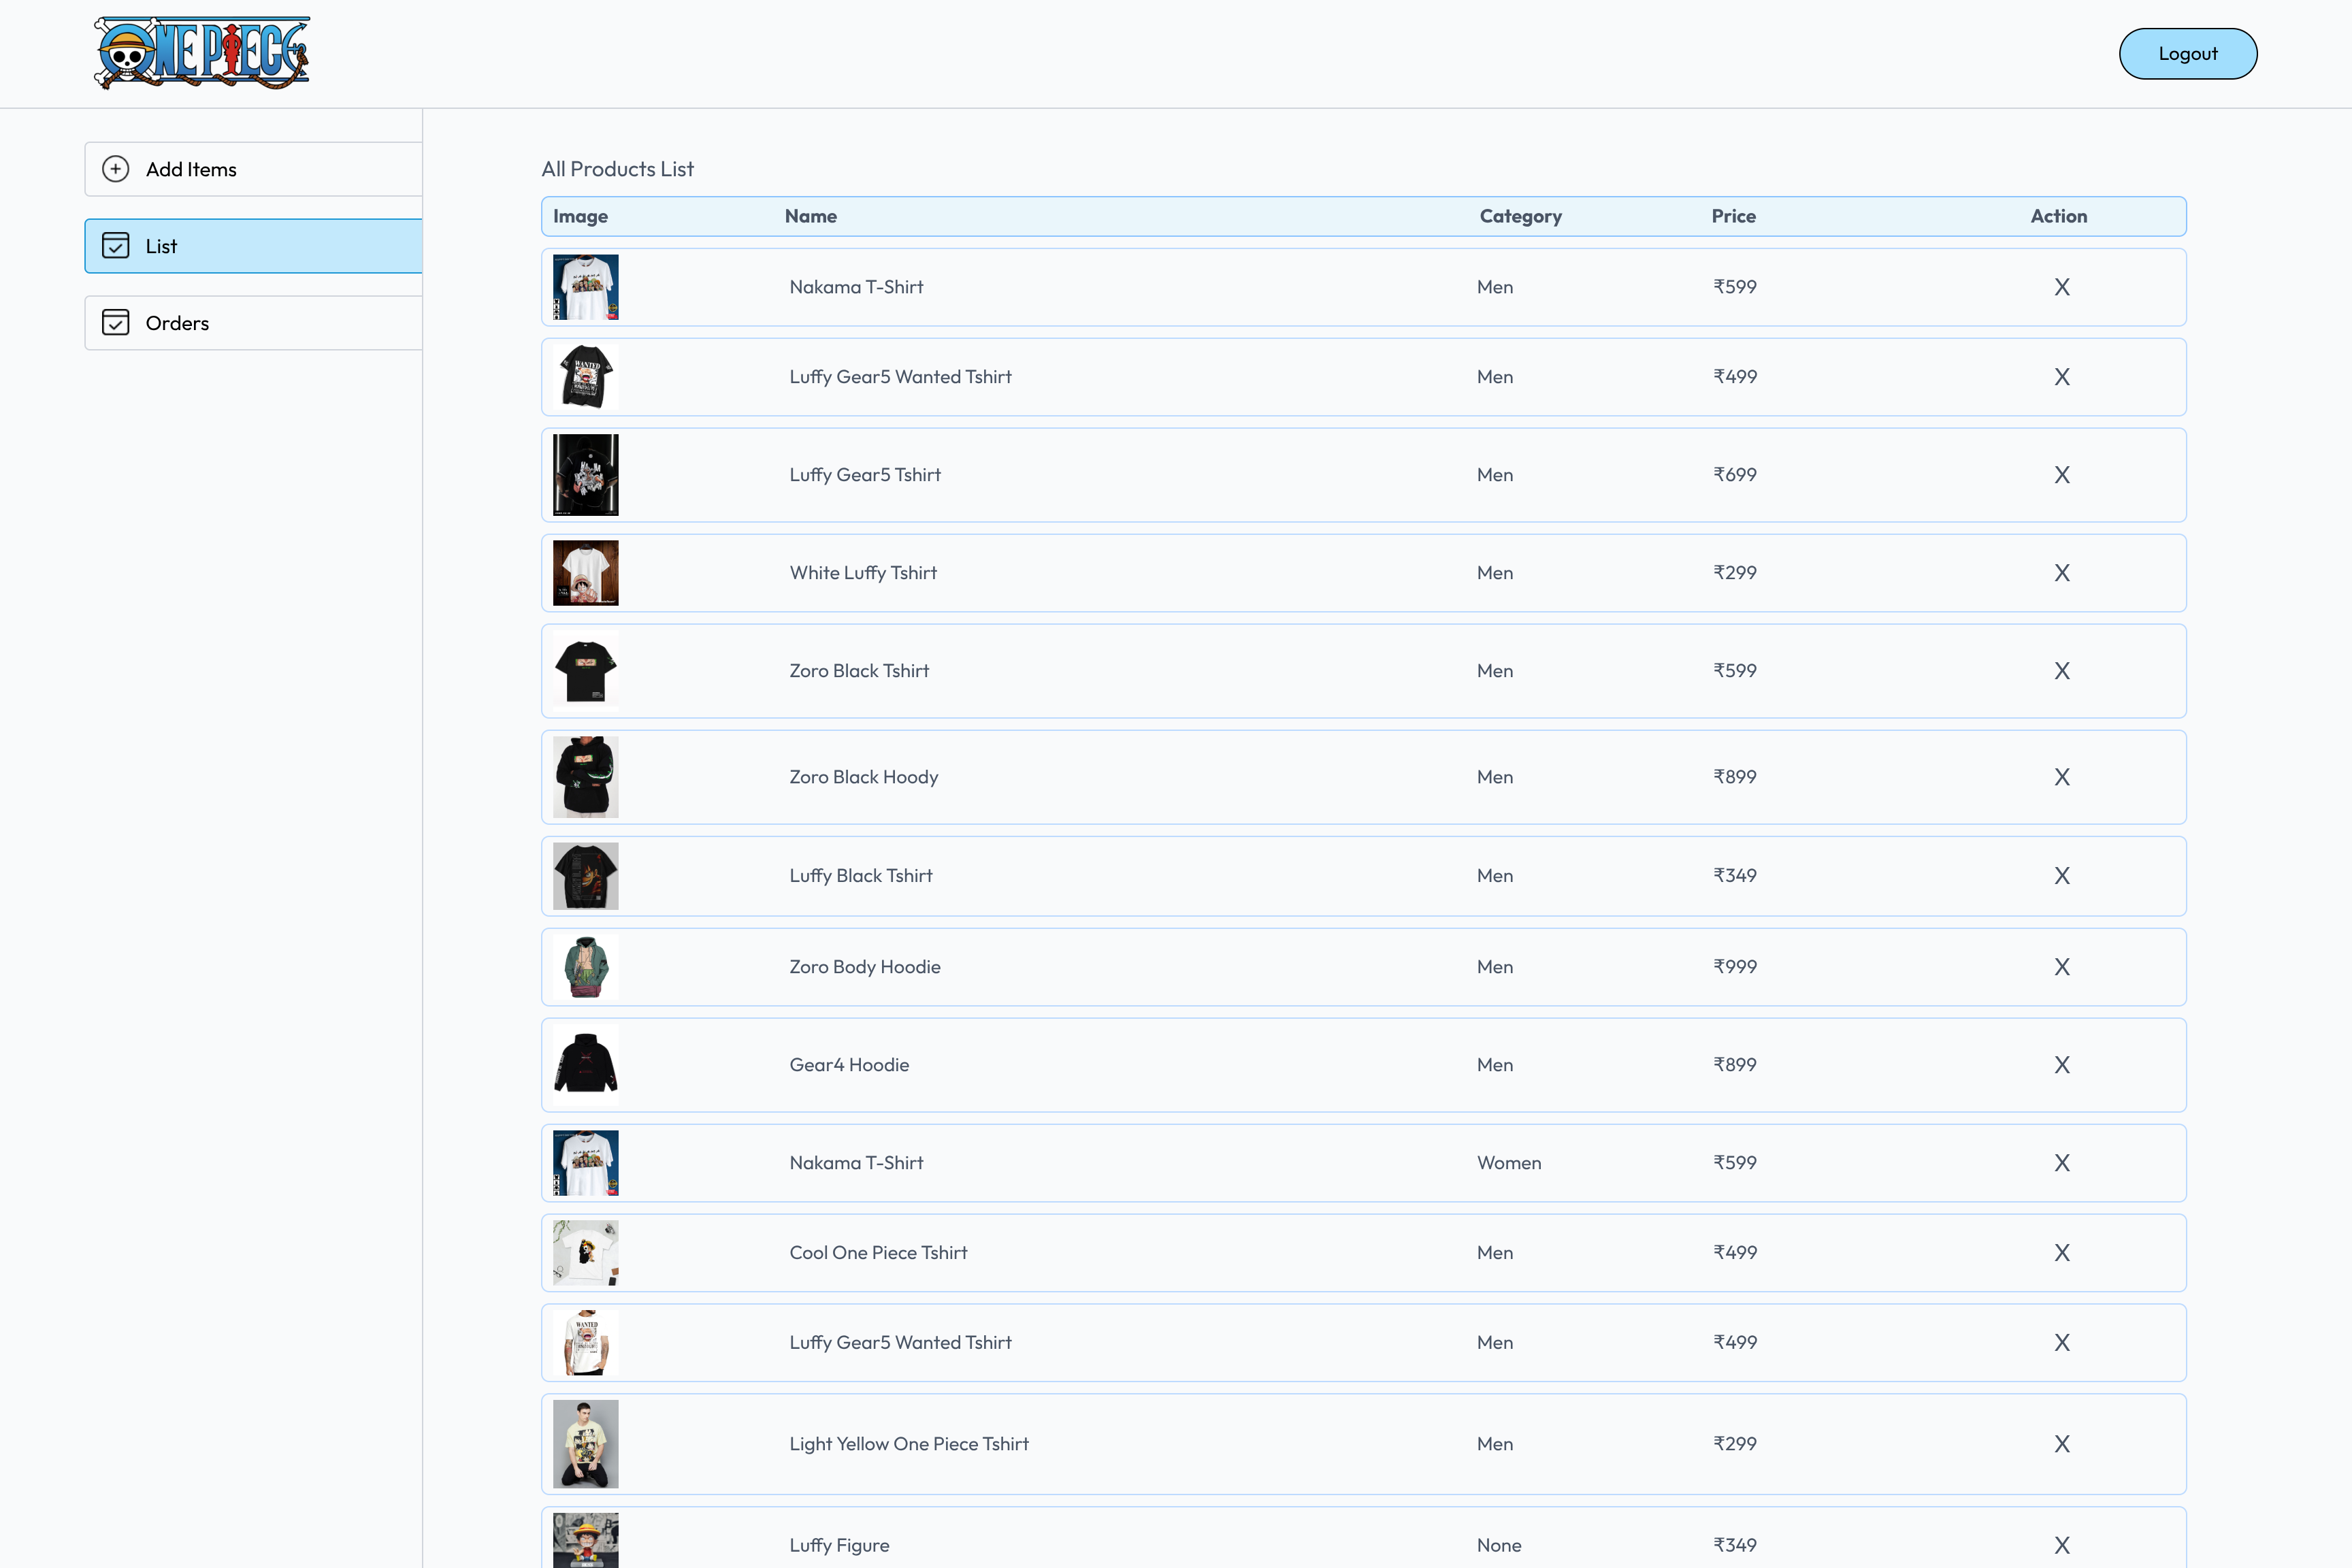 ONE PIECE
Logout
Add Items
List
Orders
All Products List
Image Name Category Price Action
Nakama T-Shirt Men ₹599 X
WANTED
Luffy Gear5 Wanted Tshirt Men ₹499 X
Luffy Gear5 Tshirt Men ₹699 X
White Luffy Tshirt Men ₹299 X
Zoro Black Tshirt Men ₹599 X
Zoro Black Hoody Men ₹899 X
Luffy Black Tshirt Men ₹349 X
Zoro Body Hoodie Men ₹999 X
Gear4 Hoodie Men ₹899 X
Nakama T-Shirt Women ₹599 X
Cool One Piece Tshirt Men ₹499 X
WANTED
Luffy Gear5 Wanted Tshirt Men ₹499 X
Light Yellow One Piece Tshirt Men ₹299 X
Luffy Figure None ₹349 X